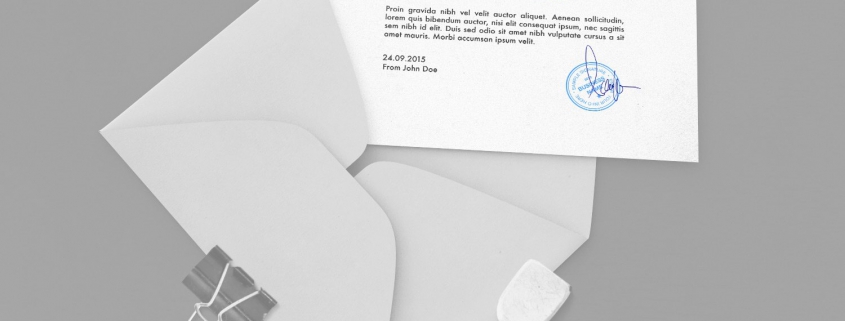 Proin gravida nibh vel velit auctor aliquet. Aenean sollicitudin,
lorem quis bibendum auctor, nisi elit consequat ipsum, nec sagittis
sem nibh id elit. Duis sed odio sit amet nibh vulputate cursus a sit
amet mauris. Morbi accumsan ipsum velit.
24.09.2015
From John Doe
BUSINESS